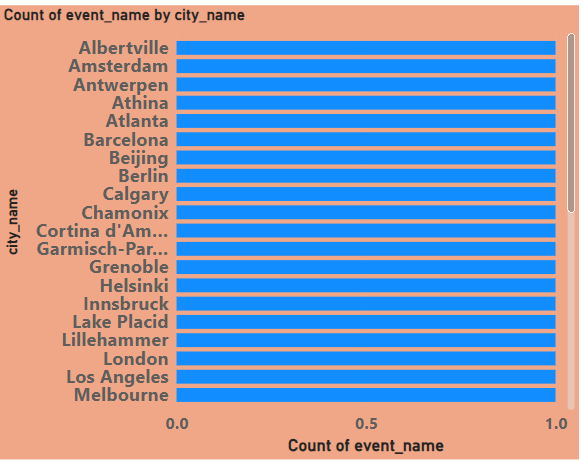 Count of event_name by city_name
Albertville
Amsterdam
Antwerpen
Athina
Atlanta
Barcelona
Beijing
Berlin
Calgary
Chamonix
Cortina d'Am...
Garmisch-Par...
Grenoble
Helsinki
Innsbruck
Lake Placid
Lillehammer
London
Los Angeles
Melbourne
city_name
0.0 0.5 1.0
Count of event_name